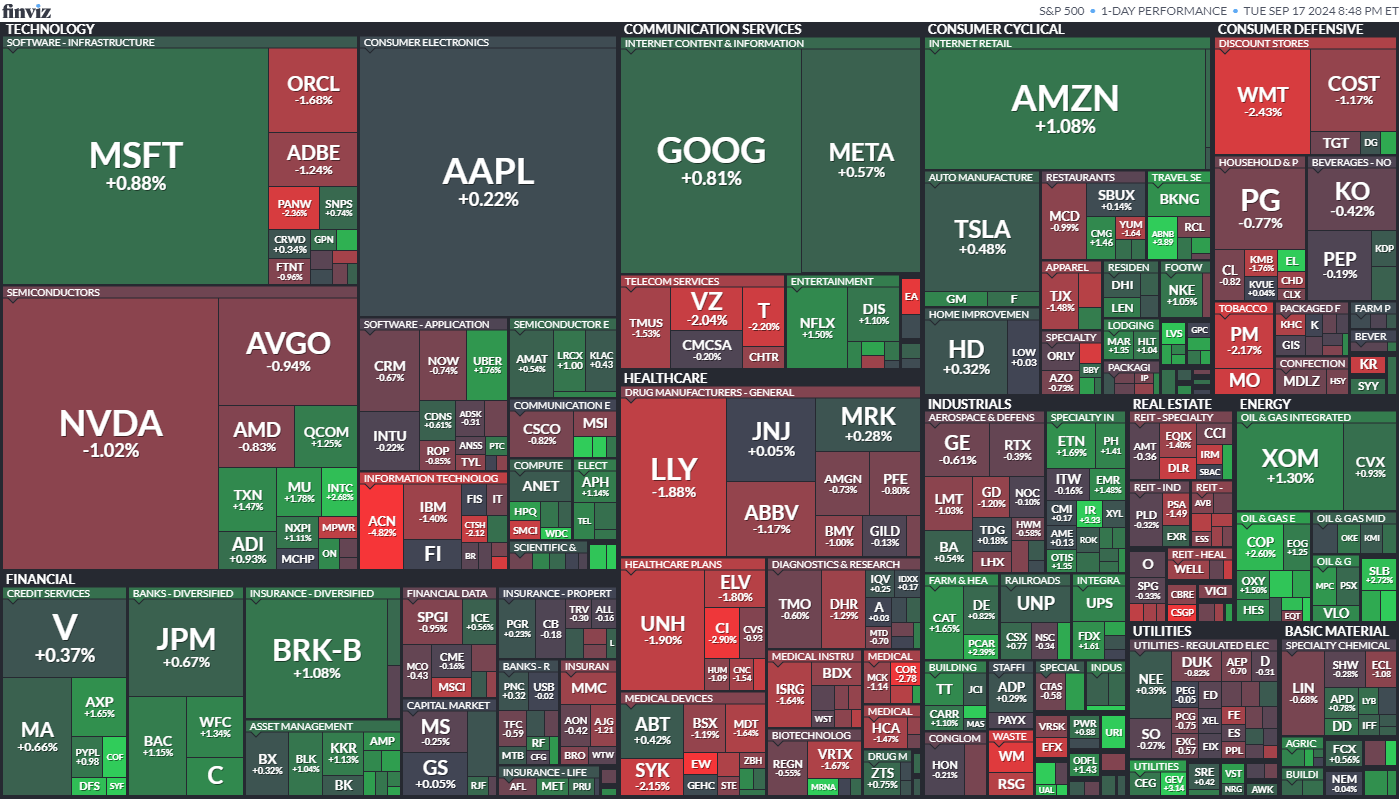 finviz
S&P 500 • 1-DAY PERFORMANCE • TUE SEP 17 2024 8:48 PM ET
TECHNOLOGY
SOFTWARE - INFRASTRUCTURE
MSFT
+0.88%
ORCL
-1.68%
ADBE
-1.24%
PANW
-2.36%
SNPS
+0.74%
CRWD
+0.34%
GPN
FTNT
-0.96%
CONSUMER ELECTRONICS
AAPL
+0.22%
SEMICONDUCTORS
NVDA
-1.02%
AVGO
-0.94%
AMD
-0.83%
QCOM
+1.25%
TXN
+1.47%
MU
+1.78%
INTC
+2.68%
NXPI
+1.11%
MPWR
ADI
+0.93%
MCHP
ON
SOFTWARE - APPLICATION
CRM
-0.67%
NOW
-0.74%
UBER
+1.76%
INTU
-0.22%
CDNS
+0.61%
ADSK
-0.31
ROP
-0.85%
ANSS
PTC
TYL
SEMICONDUCTOR E
AMAT
+0.54%
LRCX
+1.00
KLAC
+0.43
COMMUNICATION E
CSCO
-0.82%
MSI
INFORMATION TECHNOLOG
ACN
-4.82%
IBM
-1.40%
FIS
IT
CTSH
-2.12
FI
BR
COMPUTE
ANET
HPQ
SMCI
WDC
ELECT
APH
+1.14%
TEL
SCIENTIFIC &
COMMUNICATION SERVICES
INTERNET CONTENT & INFORMATION
GOOG
+0.81%
META
+0.57%
TELECOM SERVICES
TMUS
-1.53%
VZ
-2.04%
T
-2.20%
CMCSA
-0.20%
CHTR
ENTERTAINMENT
NFLX
+1.50%
DIS
+1.10%
EA
CONSUMER CYCLICAL
INTERNET RETAIL
AMZN
+1.08%
AUTO MANUFACTURE
TSLA
+0.48%
GM
F
RESTAURANTS
MCD
-0.99%
SBUX
+0.14%
CMG
+1.46
YUM
-1.64
TRAVEL SE
BKNG
ABNB
+3.89
RCL
HOME IMPROVEMEN
HD
+0.32%
LOW
+0.03
APPAREL
TJX
-1.48%
RESIDEN
DHI
LEN
FOOTW
NKE
+1.05%
SPECIALTY
ORLY
AZO
-0.73%
BBY
LODGING
MAR
+1.35
HLT
+1.04
LVS
GPC
PACKAGI
IP
CONSUMER DEFENSIVE
DISCOUNT STORES
WMT
-2.43%
COST
-1.17%
TGT
DG
HOUSEHOLD & P
PG
-0.77%
CL
-0.82
KMB
-1.76%
EL
KVUE
+0.04%
CHD
CLX
BEVERAGES - NO
KO
-0.42%
PEP
-0.19%
KDP
TOBACCO
PM
-2.17%
MO
PACKAGED F
KHC
K
GIS
FARM P
BEVER
CONFECTION
MDLZ
HSY
KR
SYY
HEALTHCARE
DRUG MANUFACTURERS - GENERAL
LLY
-1.88%
JNJ
+0.05%
MRK
+0.28%
ABBV
-1.17%
AMGN
-0.73%
PFE
-0.80%
BMY
-1.00%
GILD
-0.13%
HEALTHCARE PLANS
UNH
-1.90%
ELV
-1.80%
CI
-2.90%
CVS
-0.93
HUM
-1.09
CNC
-1.54
DIAGNOSTICS & RESEARCH
TMO
-0.60%
DHR
-1.29%
IQV
+0.25
IDXX
+0.17
A
+0.03
MTD
-0.70
MEDICAL INSTRU
ISRG
-1.64%
BDX
WST
MEDICAL
MCK
-1.14
COR
-2.78
MEDICAL
HCA
-1.47%
MEDICAL DEVICES
ABT
+0.42%
BSX
-1.19%
MDT
-1.64%
SYK
-2.15%
EW
ZBH
GEHC
STE
BIOTECHNOLOGY
REGN
-0.55%
VRTX
-1.67%
MRNA
DRUG M
ZTS
+0.75%
INDUSTRIALS
AEROSPACE & DEFENS
GE
-0.61%
RTX
-0.39%
LMT
-1.03%
GD
-1.20%
NOC
-0.10%
TDG
+0.18%
HWM
-0.58%
BA
+0.54%
LHX
SPECIALTY IN
ETN
+1.69%
PH
+1.41
ITW
-0.16%
EMR
+1.48%
CMI
+0.17
IR
+3.33
XYL
AME
+0.13
ROK
OTIS
+1.35
FARM & HEA
CAT
+1.65%
DE
+0.82%
PCAR
+2.39%
RAILROADS
UNP
CSX
+0.77
NSC
-0.34
INTEGRA
UPS
FDX
+1.61
BUILDING
TT
JCI
CARR
+1.10%
MAS
STAFFI
ADP
+0.29%
PAYX
SPECIAL
CTAS
-0.58
INDUS
CONGLOM
HON
-0.21%
WASTE
WM
RSG
VRSK
EFX
PWR
+0.88
URI
UAL
ODFL
+1.43
REAL ESTATE
REIT - SPECIALTY
AMT
-0.36
EQIX
-1.40%
CCI
DLR
IRM
SBAC
REIT - IND
PLD
-0.32%
PSA
-1.49
EXR
REIT -
AVB
ESS
O
SPG
-0.33%
REIT - HEAL
WELL
CBRE
VICI
CSGP
ENERGY
OIL & GAS INTEGRATED
XOM
+1.30%
CVX
+0.93%
OIL & GAS E
COP
+2.60%
EOG
+1.25
OXY
+1.50%
HES
EQT
OIL & GAS MID
OKE
KMI
OIL & G
MPC
PSX
VLO
SLB
+2.72%
UTILITIES
UTILITIES - REGULATED ELEC
NEE
+0.39%
DUK
-0.82%
AEP
-0.70
D
-0.31
SO
-0.27%
PEG
-0.05
ED
PCG
-0.75
XEL
FE
ES
EXC
-0.57
EIX
PPL
UTILITIES
CEG
GEV
+3.14
SRE
+0.42
VST
NRG
AWK
BASIC MATERIAL
SPECIALTY CHEMICAL
LIN
-0.68%
SHW
-0.28%
ECL
-1.08
APD
+0.78%
LYB
DD
IFF
AGRIC
FCX
+0.56%
BUILDI
NEM
-0.04%
FINANCIAL
CREDIT SERVICES
V
+0.37%
MA
+0.66%
AXP
+1.65%
PYPL
+0.98
COF
DFS
SYF
BANKS - DIVERSIFIED
JPM
+0.67%
BAC
+1.15%
WFC
+1.34%
C
INSURANCE - DIVERSIFIED
BRK-B
+1.08%
ASSET MANAGEMENT
BX
+0.32%
BLK
+1.04%
KKR
+1.13%
AMP
BK
FINANCIAL DATA
SPGI
-0.95%
ICE
+0.56%
MCO
-0.43
CME
-0.16%
MSCI
CAPITAL MARKET
MS
-0.25%
GS
+0.05%
RJF
INSURANCE - PROPERT
PGR
+0.23%
CB
-0.18
TRV
-0.30
ALL
-0.16
L
BANKS - R
PNC
+0.32
USB
-0.02
TFC
-0.59
RF
MTB
CFG
INSURAN
MMC
AON
-0.42
AJG
-1.21
BRO
WTW
INSURANCE - LIFE
AFL
MET
PRU